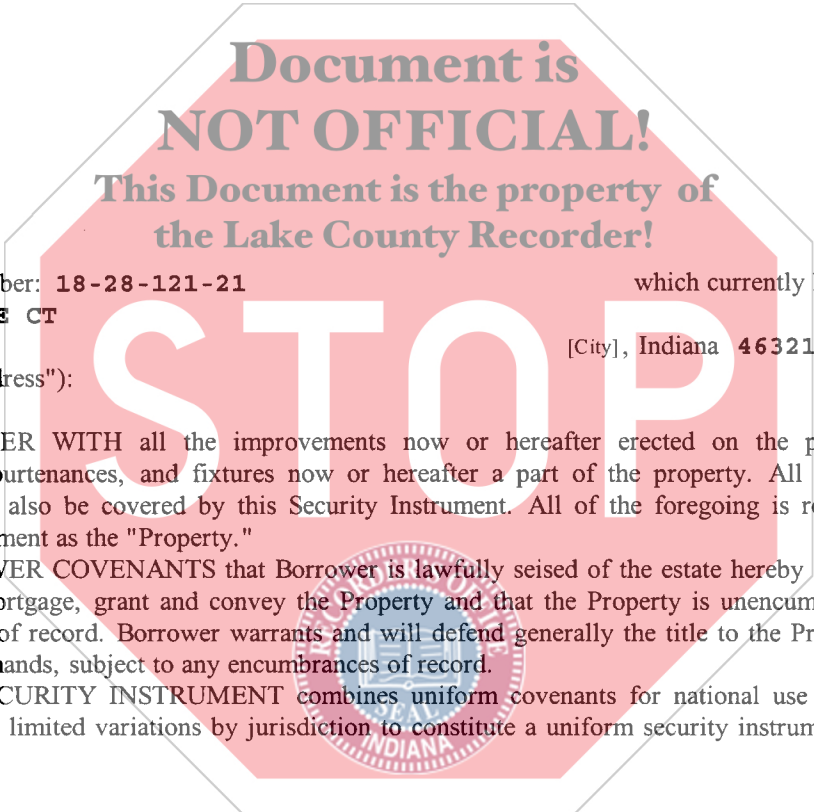 Document is
NOT OFFICIAL!
This Document is the property of
the Lake County Recorder!
ber: 18-28-121-21 which currently
E CT
[City], Indiana 46321
dress"):
STOP
ER WITH all the improvements now or hereafter erected on the p
ourtenances, and fixtures now or hereafter a part of the property. All
also be covered by this Security Instrument. All of the foregoing is re
ment as the "Property."
VER COVENANTS that Borrower is lawfully seised of the estate hereby
ortgage, grant and convey the Property and that the Property is unencum
of record. Borrower warrants and will defend generally the title to the Pr
nands, subject to any encumbrances of record.
CURITY INSTRUMENT combines uniform covenants for national use
limited variations by jurisdiction to constitute a uniform security instrum
SEAL
INDIANA